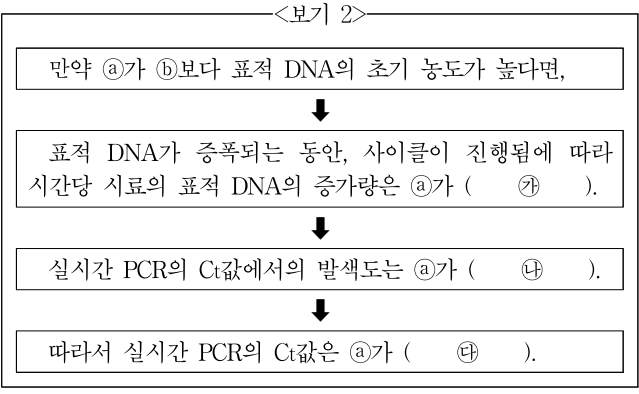 <보기 2>
만약 ⓐ가 ⓑ보다 표적 DNA의 초기 농도가 높다면,
표적 DNA가 증폭되는 동안, 사이클이 진행됨에 따라
시간당 시료의 표적 DNA의 증가량은 ⓐ가 ( ㉮ ).
실시간 PCR의 Ct값에서의 발색도는 ⓐ가 ( ㉯ ).
따라서 실시간 PCR의 Ct값은 ⓐ가 ( ㉰ ).